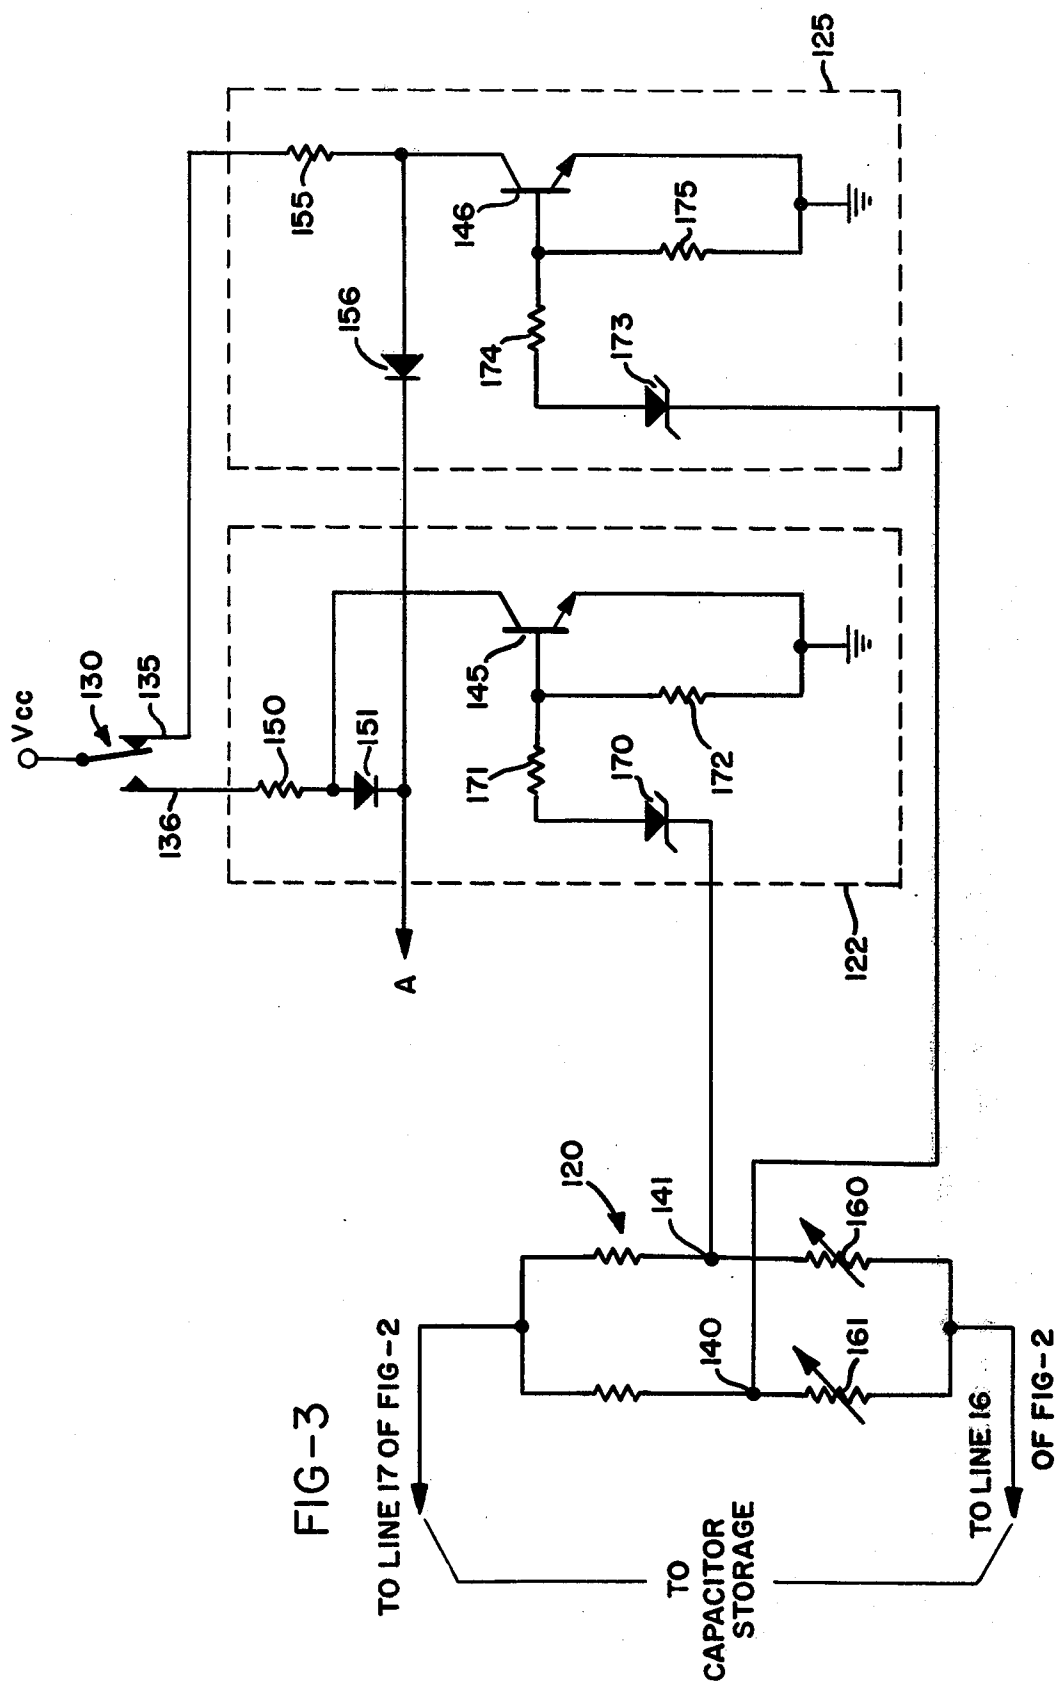 FIG-3
TO LINE 17 OF FIG-2
TO
CAPACITOR
STORAGE
TO LINE 16
OF FIG-2
120
140
141
161
160
A
Vcc
130
135
136
150
151
145
171
170
172
122
155
156
146
174
173
175
125